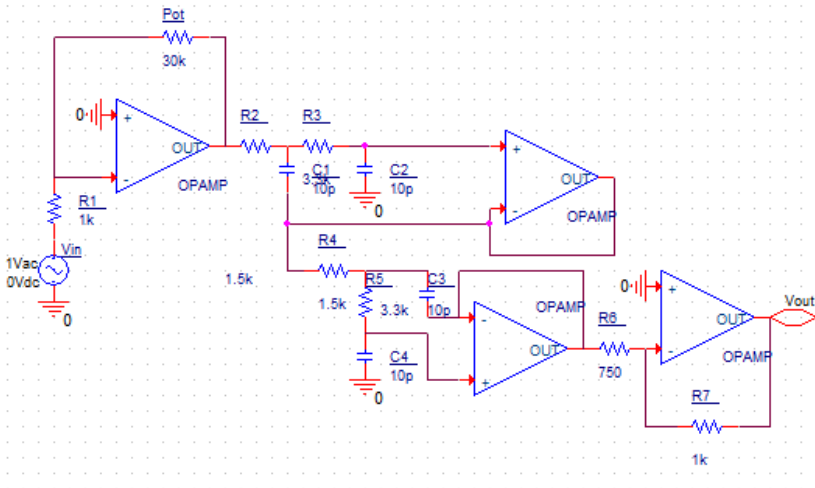 Pot
30k
0
+
-
OUT
OPAMP
R2
R3
C1
3.3k
10p
C2
10p
0
+
-
OUT
OPAMP
R1
1k
Vin
1Vac
0Vdc
0
R4
1.5k
R5
1.5k
3.3k
C3
10p
OPAMP
-
+
OUT
C4
10p
0
R6
750
0
+
-
OUT
OPAMP
Vout
R7
1k